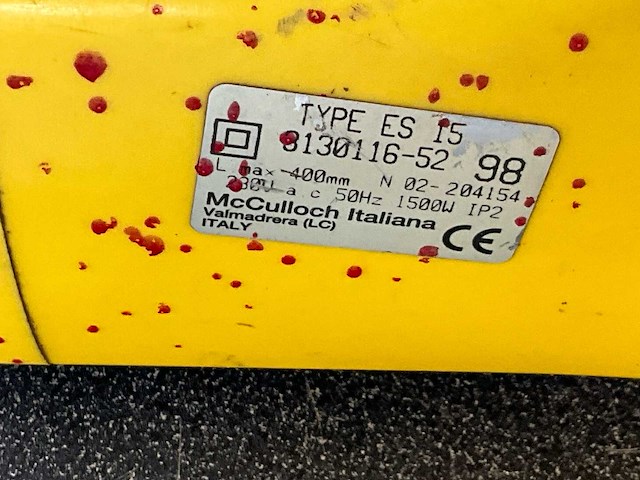 TYPE ES 15
8130116-52 98
L max -400mm N 02-204154
230V a.c 50Hz 1500W IP2
McCulloch Italiana
Valmadrera (LC)
ITALY
CE